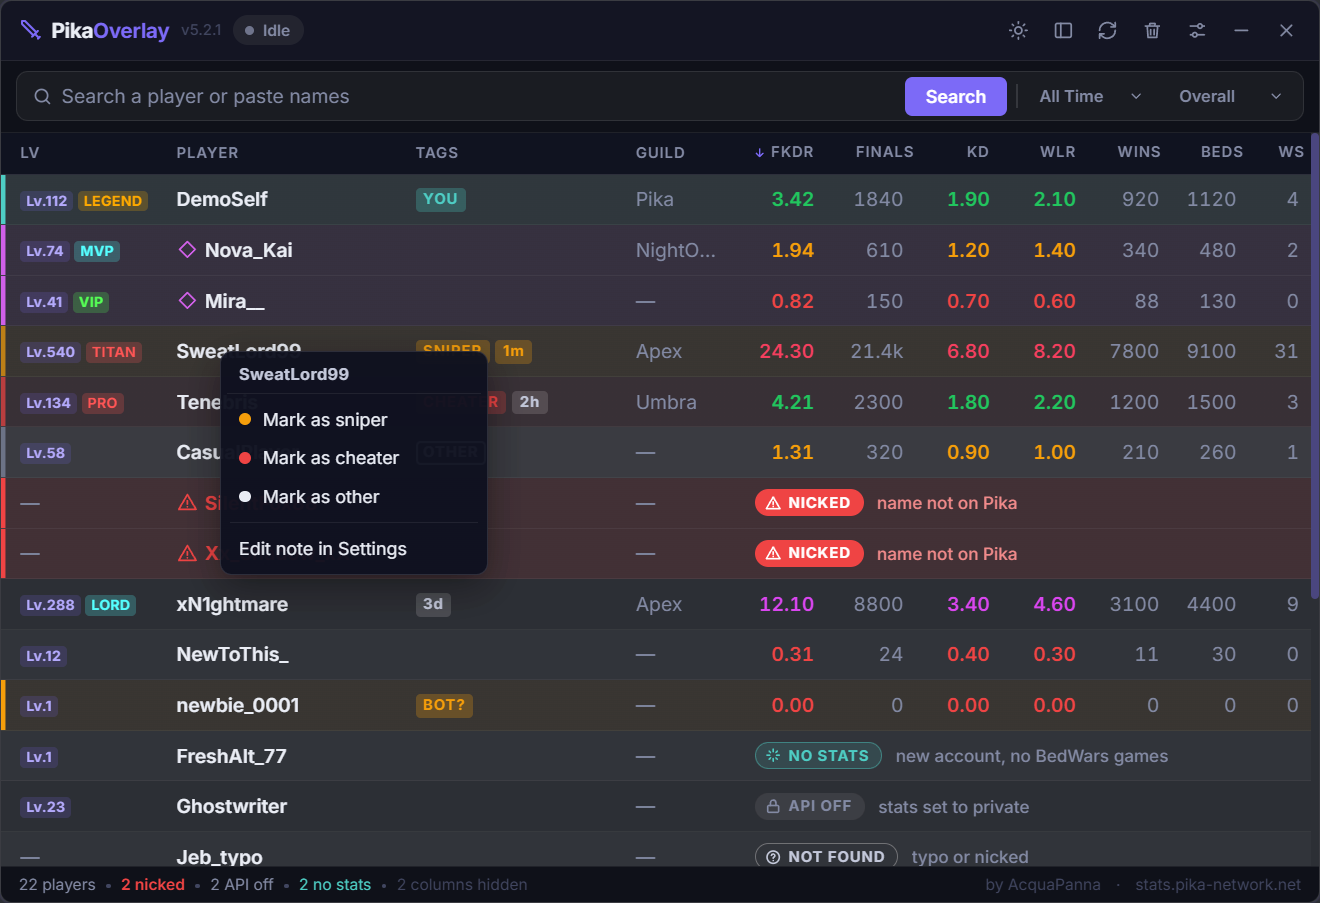 PikaOverlay v5.2.1 Idle
Search a player or paste names Search All Time Overall
LV PLAYER TAGS GUILD FKDR FINALS KD WLR WINS BEDS WS
Lv.112 LEGEND DemoSelf YOU Pika 3.42 1840 1.90 2.10 920 1120 4
Lv.74 MVP Nova_Kai NightO... 1.94 610 1.20 1.40 340 480 2
Lv.41 VIP Mira__ — 0.82 150 0.70 0.60 88 130 0
Lv.540 TITAN SweatLord99 SNIPER 1m Apex 24.30 21.4k 6.80 8.20 7800 9100 31
Lv.134 PRO Tenebris CHEATER 2h Umbra 4.21 2300 1.80 2.20 1200 1500 3
Lv.58 OTHER — 1.31 320 0.90 1.00 210 260 1
— — NICKED name not on Pika
— — NICKED name not on Pika
SweatLord99
Mark as sniper
Mark as cheater
Mark as other
Edit note in Settings
Lv.288 LORD xN1ghtmare 3d Apex 12.10 8800 3.40 4.60 3100 4400 9
Lv.12 NewToThis_ — 0.31 24 0.40 0.30 11 30 0
Lv.1 newbie_0001 BOT? 0.00 0 0.00 0.00 0 0 0
Lv.1 FreshAlt_77 — NO STATS new account, no BedWars games
Lv.23 Ghostwriter — API OFF stats set to private
— Jeb_typo — NOT FOUND typo or nicked
22 players • 2 nicked • 2 API off • 2 no stats • 2 columns hidden by AcquaPanna · stats.pika-network.net